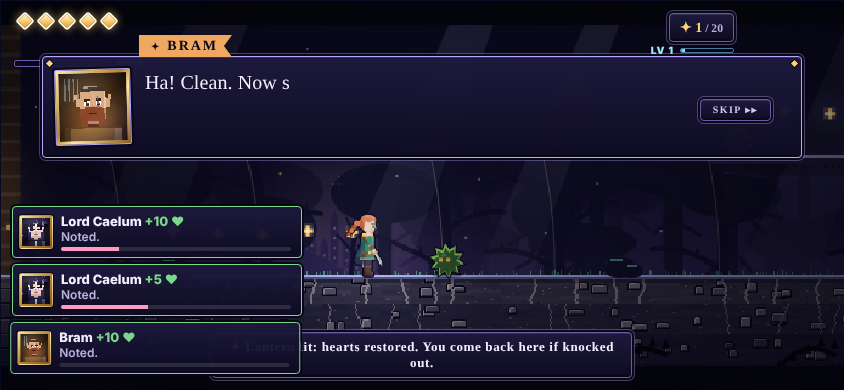 1 / 20
LV 1
BRAM
Ha! Clean. Now s
SKIP
Lord Caelum +10
Noted.
Lord Caelum +5
Noted.
Bram +10
Noted.
Lantern it: hearts restored. You come back here if knocked
out.